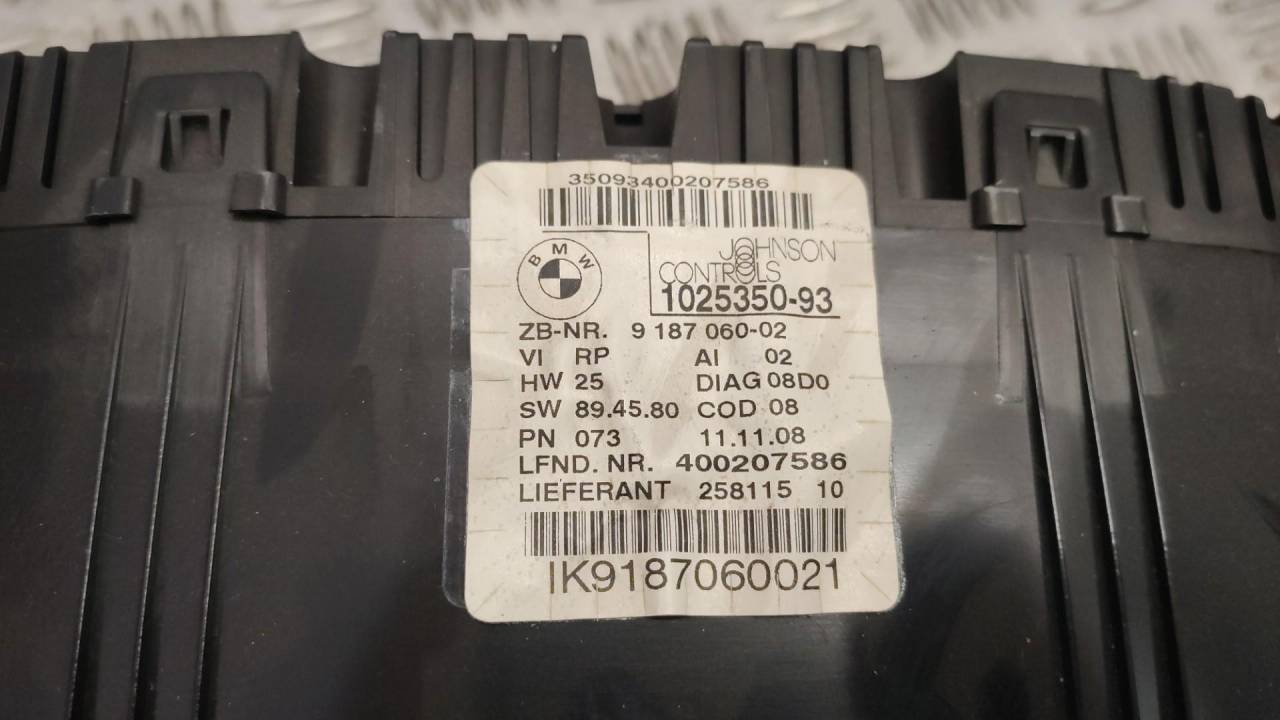 35093400207586
BMW
JOHNSON
CONTROLS
1025350-93
ZB-NR. 9 187 060-02
VI RP AI 02
HW 25 DIAG 08D0
SW 89.45.80 COD 08
PN 073 11.11.08
LFND. NR. 400207586
LIEFERANT 258115 10
IK9187060021